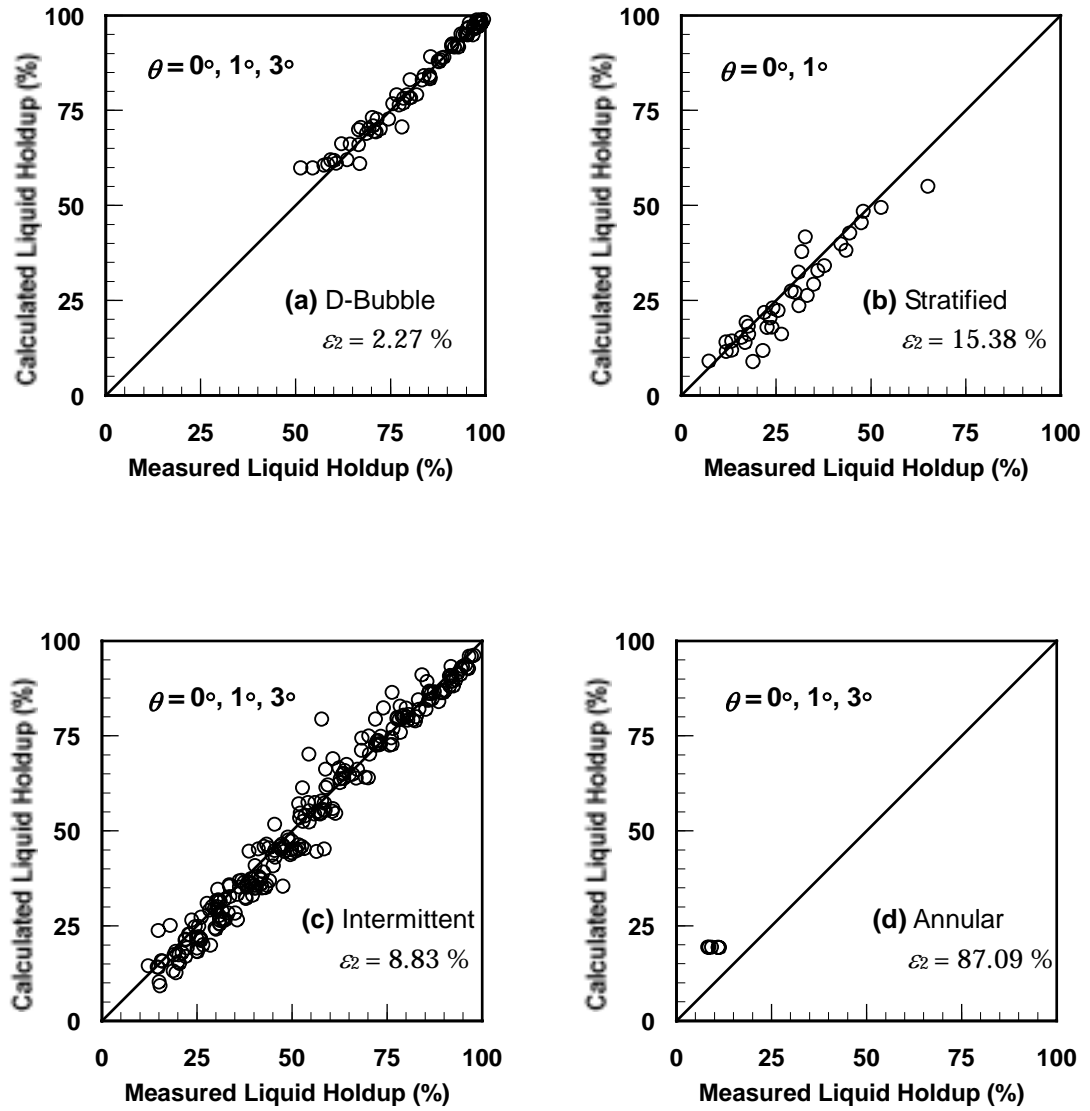 100
75
50
25
0
Calculated Liquid Holdup (%)
θ = 0°, 1°, 3°
(a) D-Bubble
ε2 = 2.27 %
0 25 50 75 100
Measured Liquid Holdup (%)
100
75
50
25
0
Calculated Liquid Holdup (%)
θ = 0°, 1°
(b) Stratified
ε2 = 15.38 %
0 25 50 75 100
Measured Liquid Holdup (%)
100
75
50
25
0
Calculated Liquid Holdup (%)
θ = 0°, 1°, 3°
(c) Intermittent
ε2 = 8.83 %
0 25 50 75 100
Measured Liquid Holdup (%)
100
75
50
25
0
Calculated Liquid Holdup (%)
θ = 0°, 1°, 3°
(d) Annular
ε2 = 87.09 %
0 25 50 75 100
Measured Liquid Holdup (%)